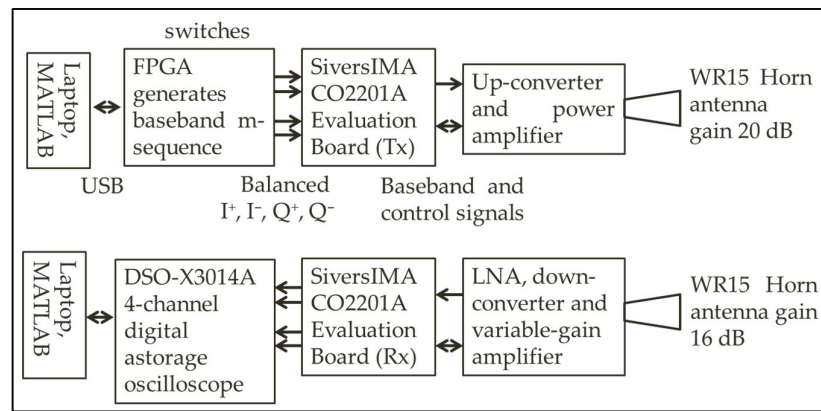 switches
Laptop,
MATLAB
FPGA
generates
baseband m-
sequence
SiversIMA
CO2201A
Evaluation
Board (Tx)
Up-converter
and power
amplifier
WR15 Horn
antenna
gain 20 dB
USB
Balanced
I⁺, I⁻, Q⁺, Q⁻
Baseband and
control signals
Laptop,
MATLAB
DSO-X3014A
4-channel
digital
astorage
oscilloscope
SiversIMA
CO2201A
Evaluation
Board (Rx)
LNA, down-
converter and
variable-gain
amplifier
WR15 Horn
antenna gain
16 dB